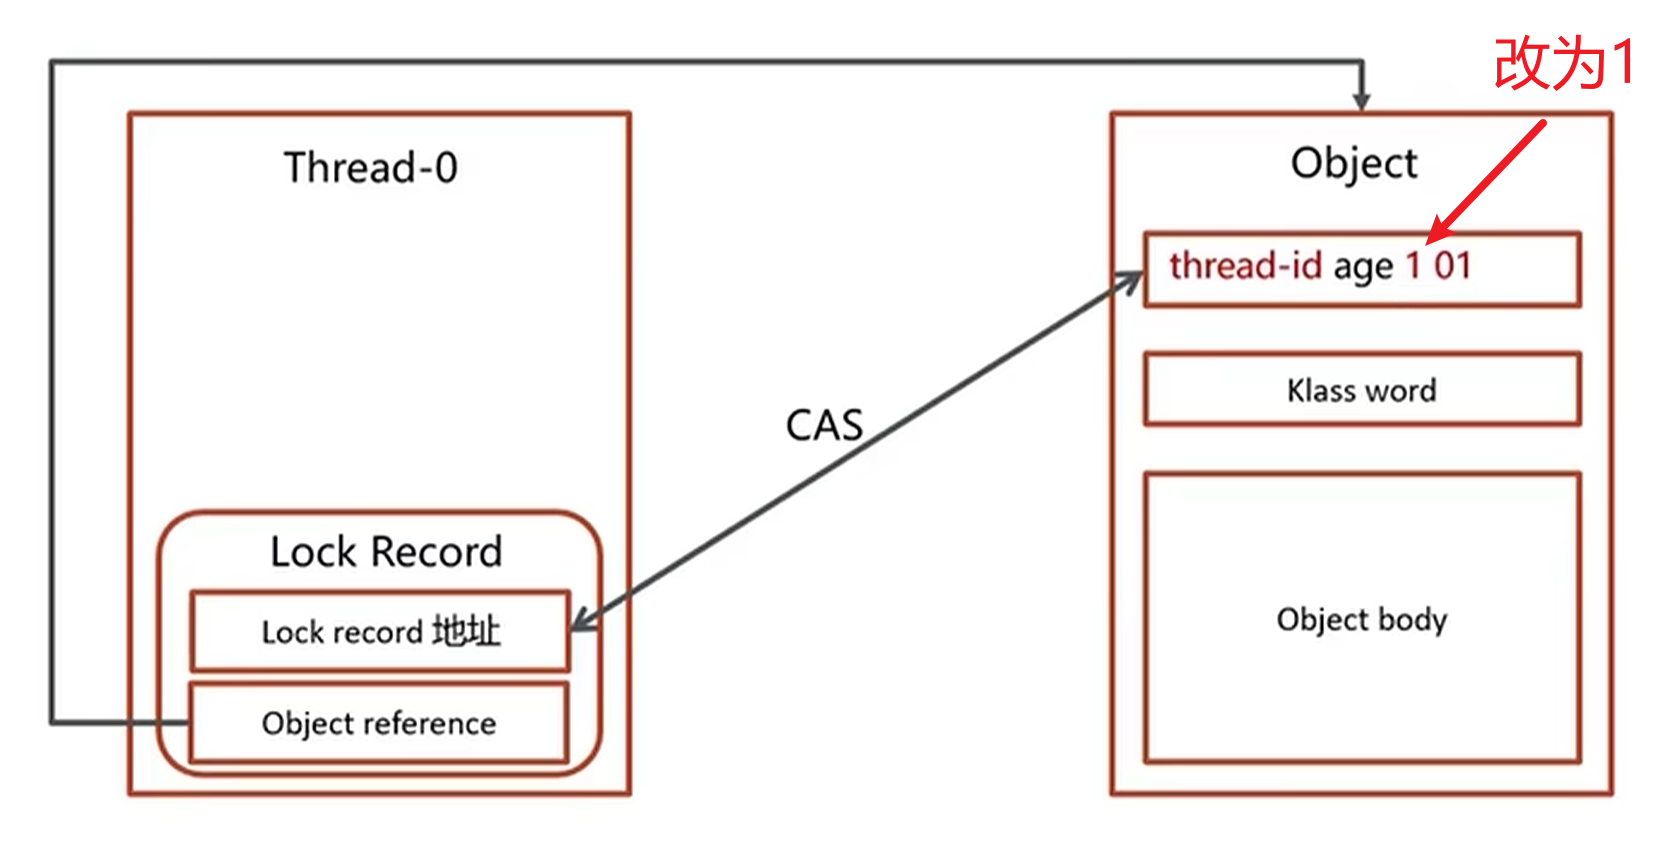 改为1
Thread-0
Object
thread-id age 1 01
Klass word
CAS
Lock Record
Lock record 地址
Object reference
Object body